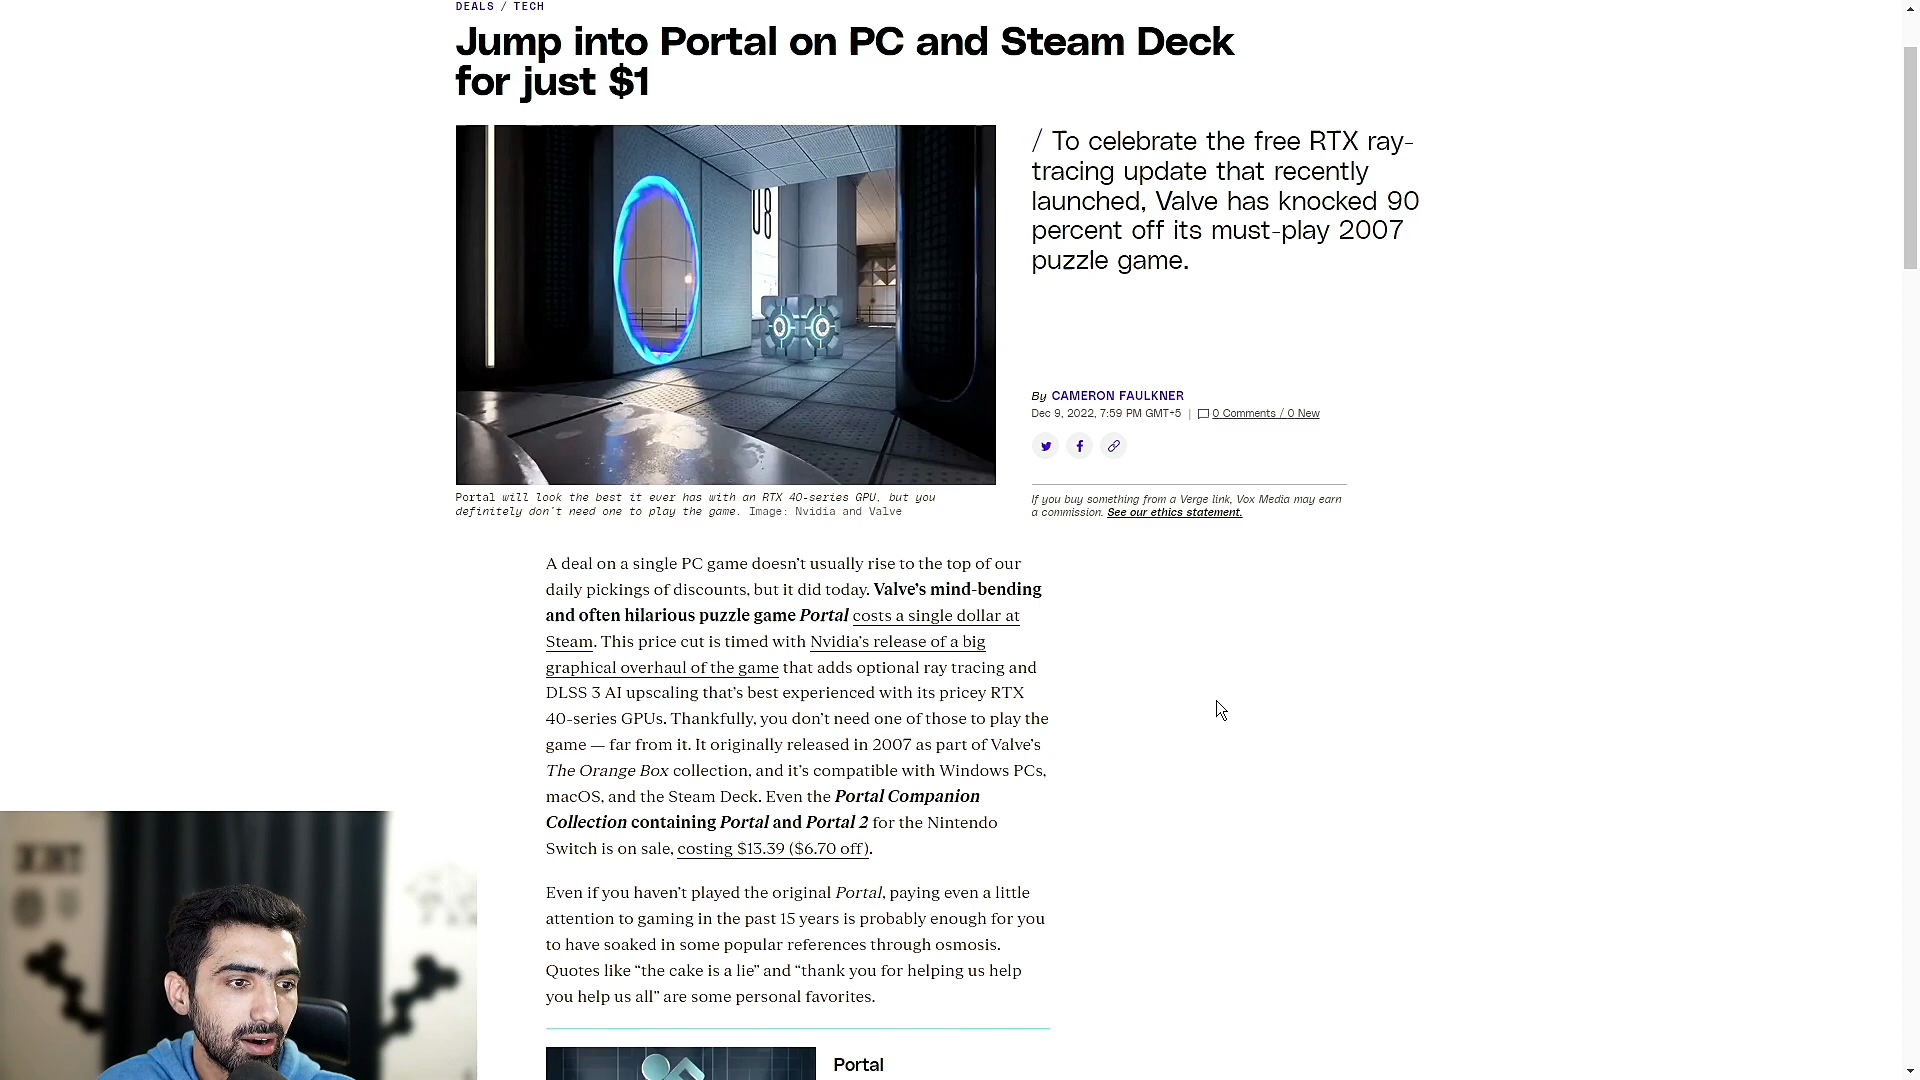 DEALS / TECH
Jump into Portal on PC and Steam Deck
for just $1
08
/ To celebrate the free RTX ray-
tracing update that recently
launched, Valve has knocked 90
percent off its must-play 2007
puzzle game.
By CAMERON FAULKNER
Dec 9, 2022, 7:59 PM GMT+5 | 0 Comments / 0 New
Portal will look the best it ever has with an RTX 40-series GPU, but you
definitely don't need one to play the game. Image: Nvidia and Valve
If you buy something from a Verge link, Vox Media may earn
a commission. See our ethics statement.
A deal on a single PC game doesn’t usually rise to the top of our
daily pickings of discounts, but it did today. Valve’s mind-bending
and often hilarious puzzle game Portal costs a single dollar at
Steam. This price cut is timed with Nvidia’s release of a big
graphical overhaul of the game that adds optional ray tracing and
DLSS 3 AI upscaling that’s best experienced with its pricey RTX
40-series GPUs. Thankfully, you don’t need one of those to play the
game — far from it. It originally released in 2007 as part of Valve’s
The Orange Box collection, and it’s compatible with Windows PCs,
macOS, and the Steam Deck. Even the Portal Companion
Collection containing Portal and Portal 2 for the Nintendo
Switch is on sale, costing $13.39 ($6.70 off).
Even if you haven’t played the original Portal, paying even a little
attention to gaming in the past 15 years is probably enough for you
to have soaked in some popular references through osmosis.
Quotes like “the cake is a lie” and “thank you for helping us help
you help us all” are some personal favorites.
Portal